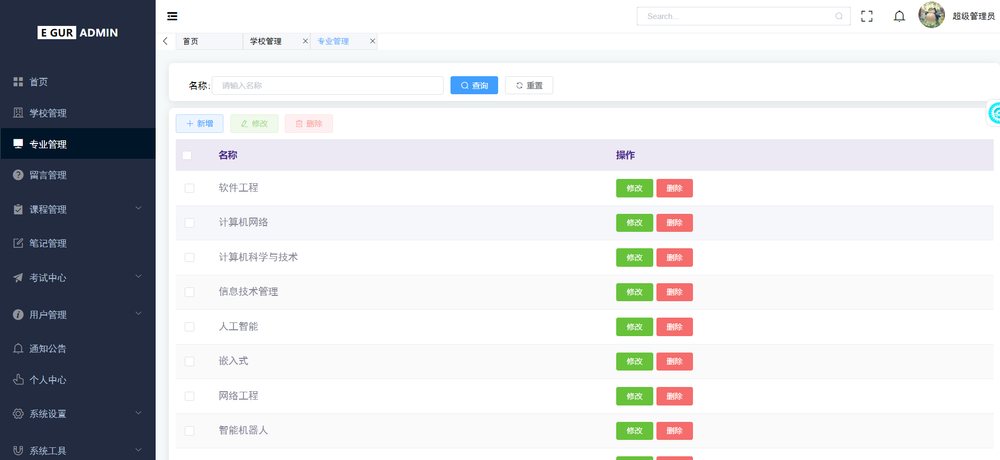 E GUR ADMIN
首页
学校管理
专业管理
留言管理
课程管理
笔记管理
考试中心
用户管理
通知公告
个人中心
系统设置
系统工具
Search...
超级管理员
首页
学校管理
专业管理
名称:
请输入名称
查询
重置
新增
修改
删除
名称 操作
软件工程 修改 删除
计算机网络 修改 删除
计算机科学与技术 修改 删除
信息技术管理 修改 删除
人工智能 修改 删除
嵌入式 修改 删除
网络工程 修改 删除
智能机器人 修改 删除